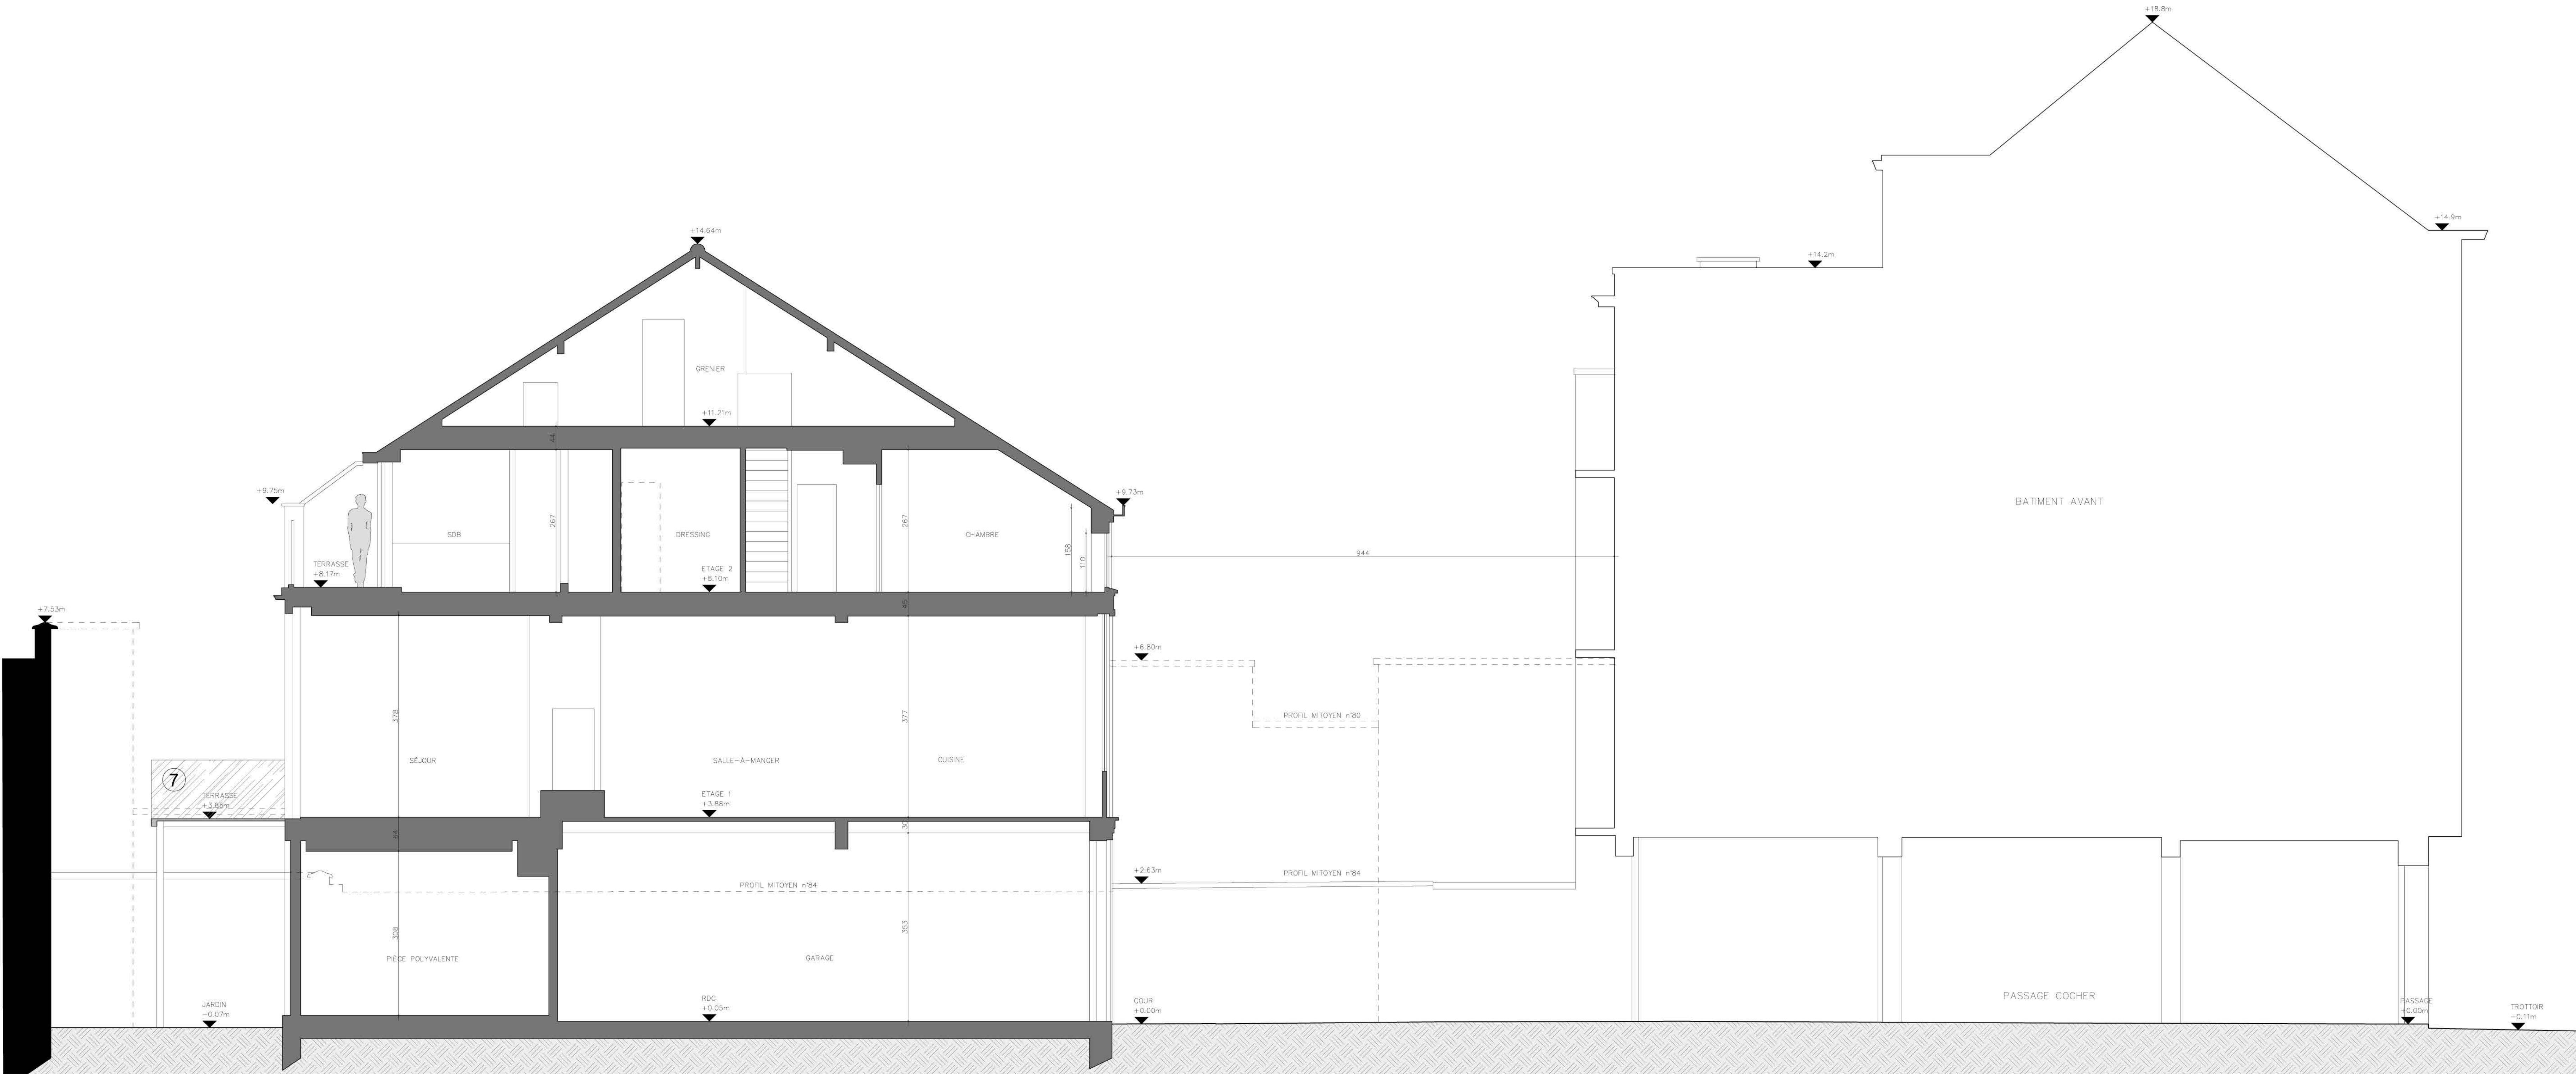 +18.8m
+14.9m
+14.64m
+14.2m
GRENIER
+11.21m
44
+9.75m
+9.73m
BATIMENT AVANT
267
267
SDB
DRESSING
CHAMBRE
158
110
944
TERRASSE
+8.17m
ETAGE 2
+8.10m
45
+7.53m
+6.80m
378
377
PROFIL MITOYEN n°80
SÉJOUR
SALLE-À-MANGER
CUISINE
7
TERRASSE
+3.85m
ETAGE 1
+3.88m
64
30
+2.63m
PROFIL MITOYEN n°84
PROFIL MITOYEN n°84
308
353
PIÈCE POLYVALENTE
GARAGE
PASSAGE COCHER
JARDIN
-0.07m
RDC
+0.05m
COUR
+0.00m
PASSAGE
+0.00m
TROTTOIR
-0.11m